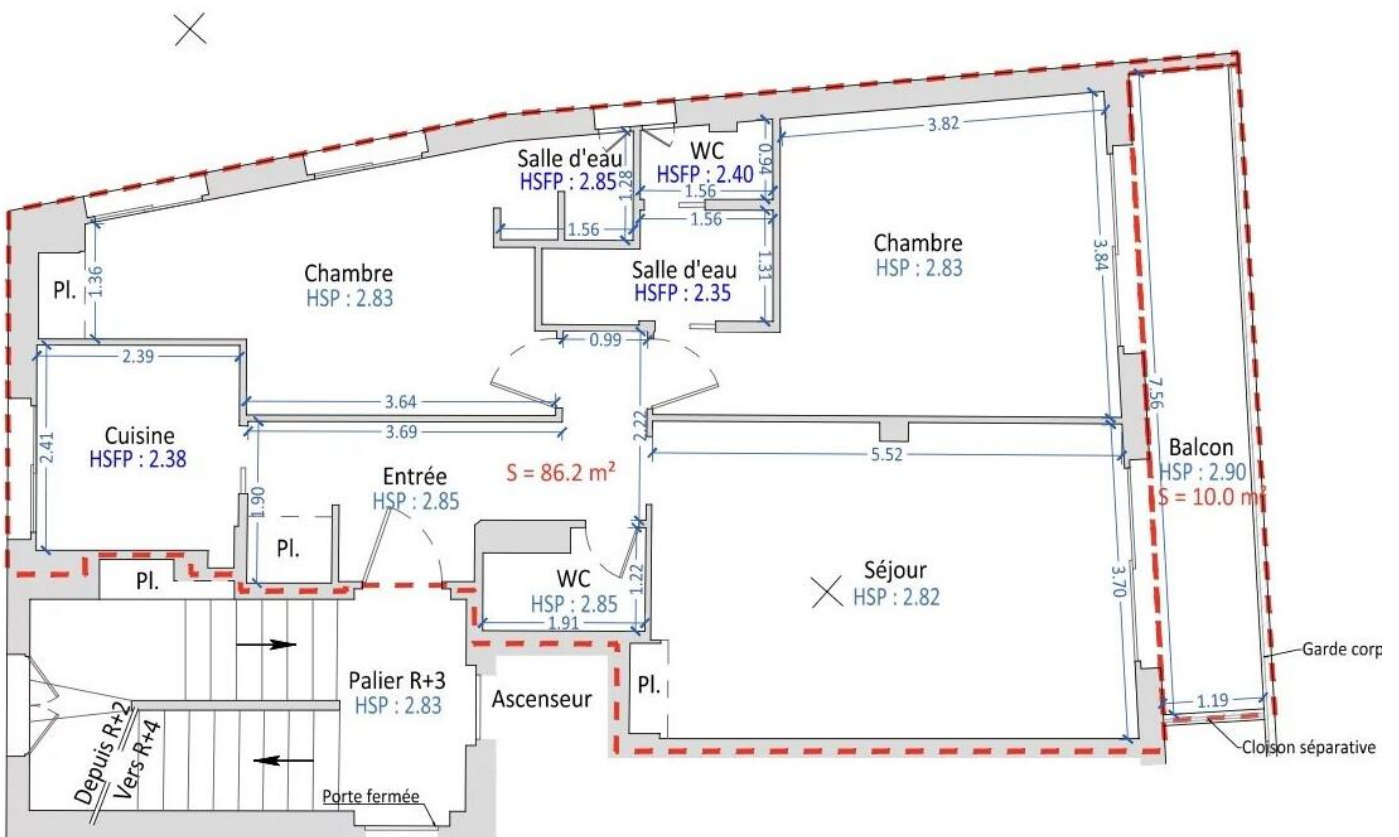 3.82
Salle d'eau
HSFP : 2.85
1.28
1.56
WC
HSFP : 2.40
0.94
1.56
1.56
Salle d'eau
HSFP : 2.35
1.31
Chambre
HSP : 2.83
3.84
Pl.
1.36
Chambre
HSP : 2.83
0.99
2.39
3.64
3.69
2.22
2.41
Cuisine
HSFP : 2.38
1.90
Entrée
HSP : 2.85
S = 86.2 m²
5.52
7.56
Balcon
HSP : 2.90
S = 10.0 m²
Pl.
Pl.
WC
HSP : 2.85
1.22
1.91
Séjour
HSP : 2.82
3.70
Garde corp
Palier R+3
HSP : 2.83
Ascenseur
Pl.
1.19
Cloison séparative
Depuis R+2
Vers R+4
Porte fermée